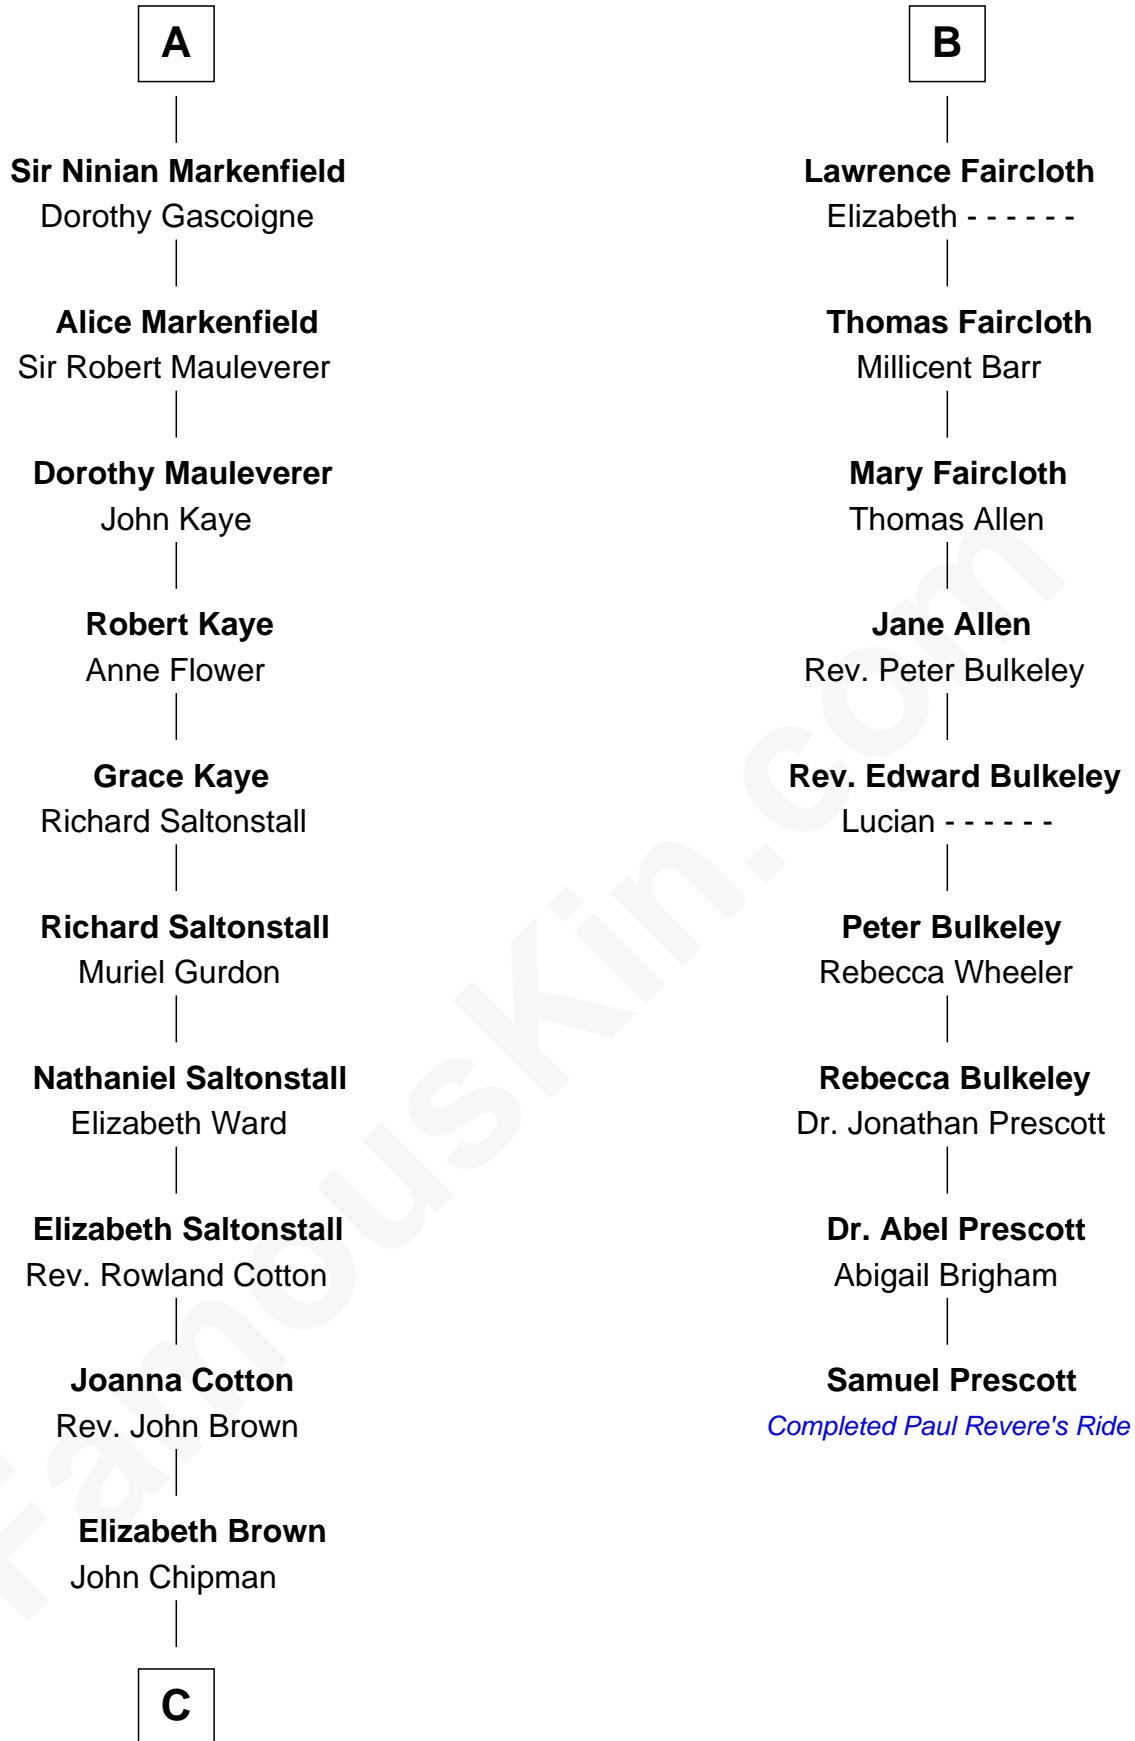 A
Sir Ninian Markenfield
Dorothy Gascoigne
Alice Markenfield
Sir Robert Mauleverer
Dorothy Mauleverer
John Kaye
Robert Kaye
Anne Flower
Grace Kaye
Richard Saltonstall
Richard Saltonstall
Muriel Gurdon
Nathaniel Saltonstall
Elizabeth Ward
Elizabeth Saltonstall
Rev. Rowland Cotton
Joanna Cotton
Rev. John Brown
Elizabeth Brown
John Chipman
C
B
Lawrence Faircloth
Elizabeth - - - - - -
Thomas Faircloth
Millicent Barr
Mary Faircloth
Thomas Allen
Jane Allen
Rev. Peter Bulkeley
Rev. Edward Bulkeley
Lucian - - - - - -
Peter Bulkeley
Rebecca Wheeler
Rebecca Bulkeley
Dr. Jonathan Prescott
Dr. Abel Prescott
Abigail Brigham
Samuel Prescott
Completed Paul Revere's Ride
FamousKin.com